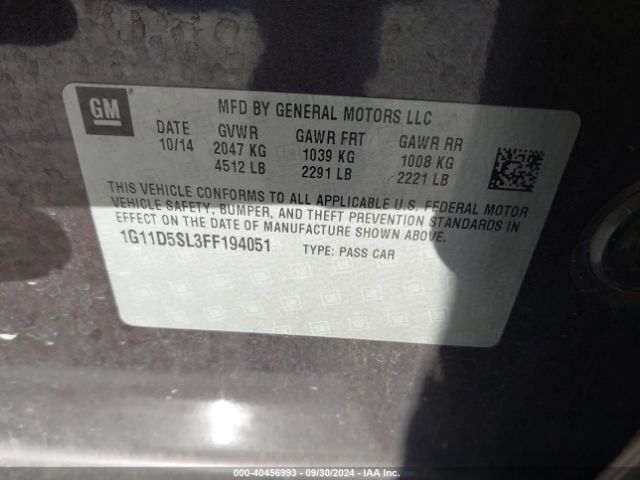 GM
MFD BY GENERAL MOTORS LLC
DATE GVWR GAWR FRT GAWR RR
10/14 2047 KG 1039 KG 1008 KG
4512 LB 2291 LB 2221 LB
THIS VEHICLE CONFORMS TO ALL APPLICABLE U.S. FEDERAL MOTOR
VEHICLE SAFETY, BUMPER, AND THEFT PREVENTION STANDARDS IN
EFFECT ON THE DATE OF MANUFACTURE SHOWN ABOVE.
1G11D5SL3FF194051 TYPE: PASS CAR
000-40456993 / 09/30/2024 - IAA Inc.